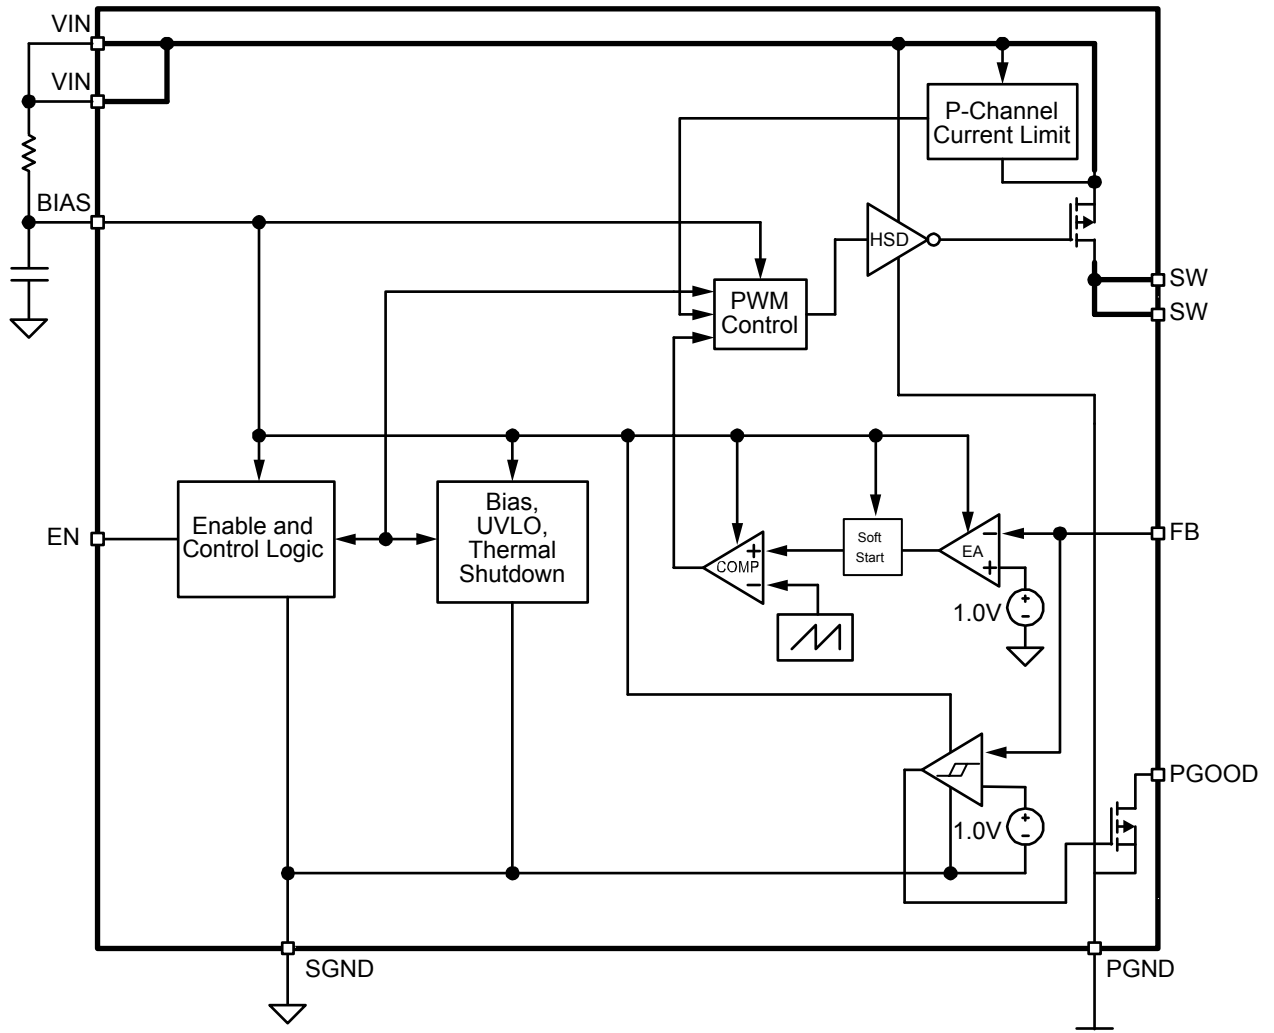 VIN
VIN
P-Channel
Current Limit
BIAS
HSD
PWM
Control
SW
SW
Enable and
Control Logic
EN
Bias,
UVLO,
Thermal
Shutdown
COMP
+
−
Soft
Start
EA
−
+
FB
1.0V
+
−
1.0V
+
−
PGOOD
SGND
PGND